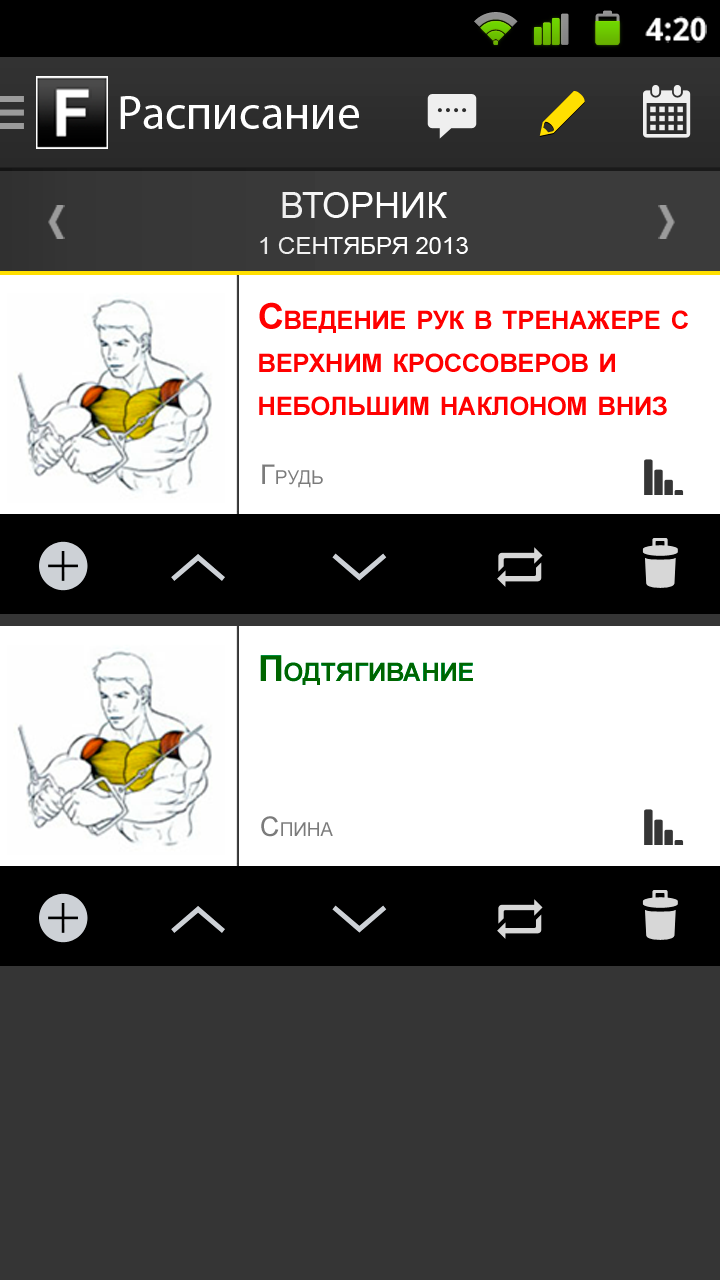 4:20
F Расписание
ВТОРНИК
1 СЕНТЯБРЯ 2013
Сведение рук в тренажере с
верхним кроссоверов и
небольшим наклоном вниз
Грудь
Подтягивание
Спина